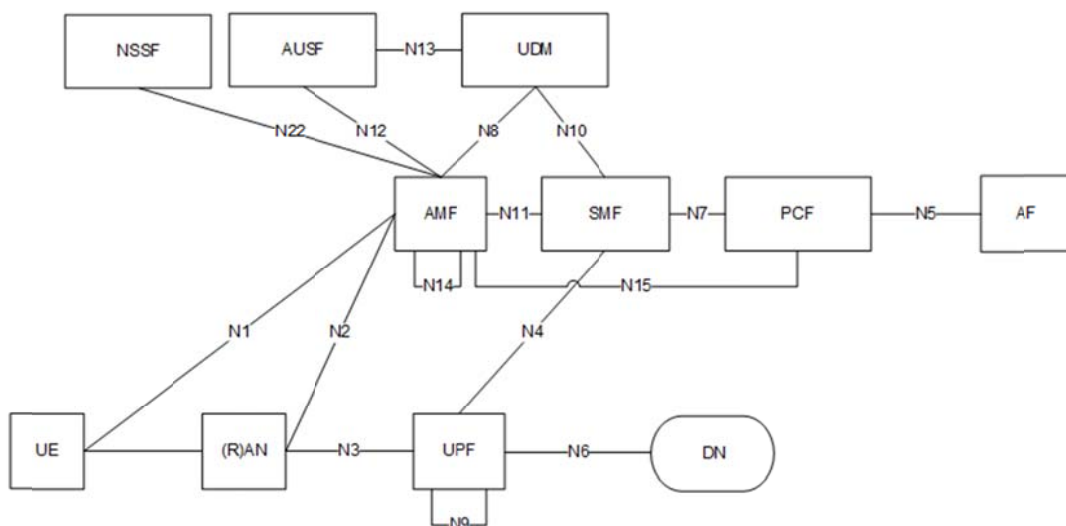 NSSF
AUSF
N13
UDM
N22
N12
N8
N10
AMF
N11
SMF
N7
PCF
N5
AF
N14
N15
N1
N2
N4
UE
(R)AN
N3
UPF
N6
DN
N9